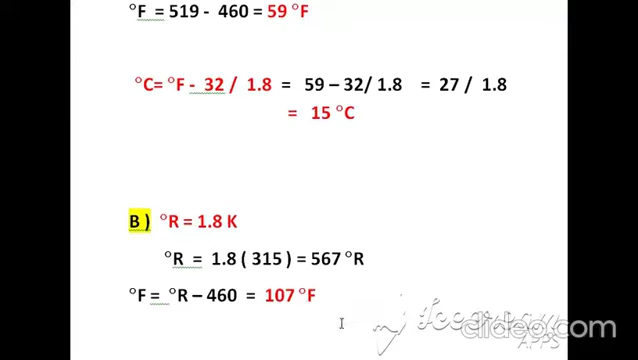 °F = 519 - 460 = 59 °F
°C= °F - 32 / 1.8 = 59 – 32/ 1.8 = 27 / 1.8
= 15 °C
B ) °R = 1.8 K
°R = 1.8 ( 315 ) = 567 °R
°F = °R – 460 = 107 °F
clideo.com
APPS